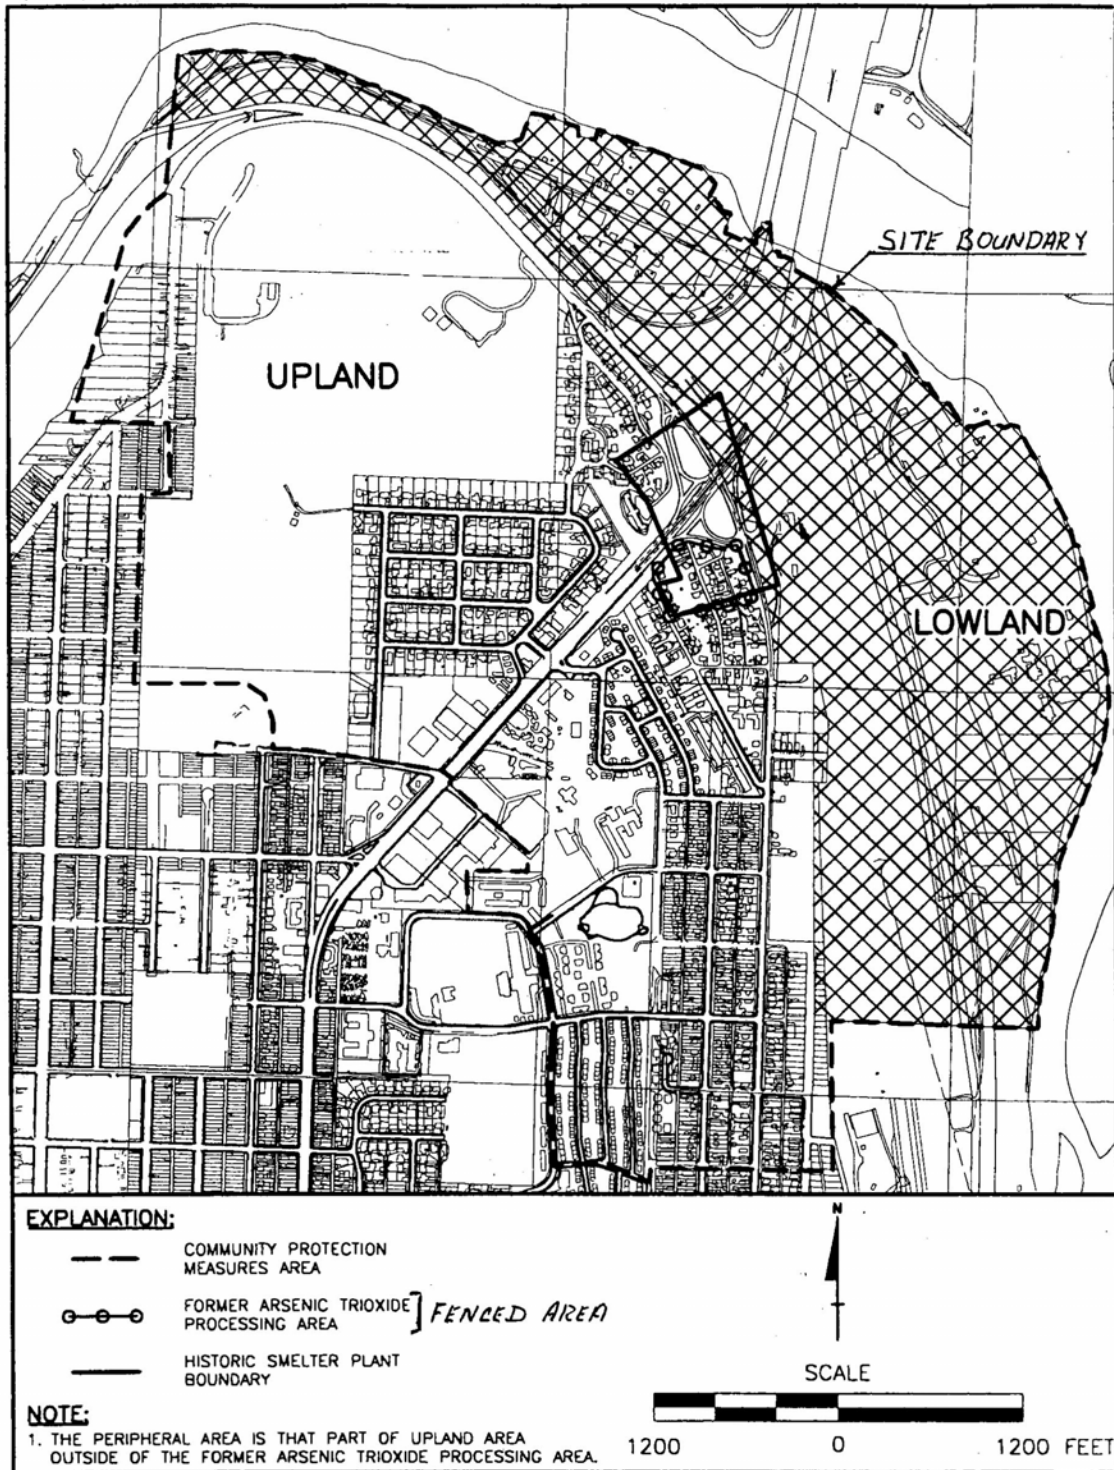 SITE BOUNDARY
UPLAND
LOWLAND
EXPLANATION:
COMMUNITY PROTECTION
MEASURES AREA
FORMER ARSENIC TRIOXIDE
PROCESSING AREA
FENCED AREA
HISTORIC SMELTER PLANT
BOUNDARY
NOTE:
1. THE PERIPHERAL AREA IS THAT PART OF UPLAND AREA
OUTSIDE OF THE FORMER ARSENIC TRIOXIDE PROCESSING AREA.
N
SCALE
1200 0 1200 FEET